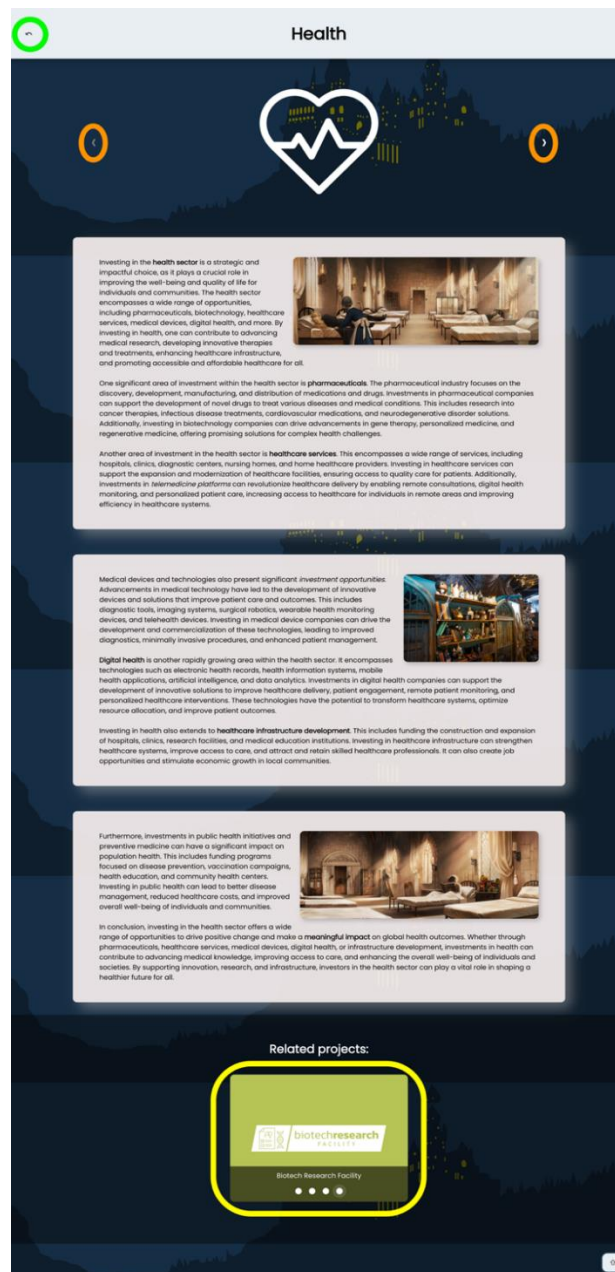 Health
Investing in the health sector is a strategic and
impactful choice, as it plays a crucial role in
improving the well-being and quality of life for
individuals and communities. The health sector
encompasses a wide range of opportunities,
including pharmaceuticals, biotechnology, healthcare
services, medical devices, digital health, and more. By
investing in health, one can contribute to advancing
medical research, developing innovative therapies
and treatments, enhancing healthcare infrastructure,
and promoting accessible and affordable healthcare for all.
One significant area of investment within the health sector is pharmaceuticals. The pharmaceutical industry focuses on the
discovery, development, manufacturing, and distribution of medications and drugs. Investments in pharmaceutical companies
can support the development of novel drugs to treat various diseases and medical conditions. This includes research into
cancer therapies, infectious disease treatments, cardiovascular medications, and neurodegenerative disorder solutions.
Additionally, investing in biotechnology companies can drive advancements in gene therapy, personalized medicine, and
regenerative medicine, offering promising solutions for complex health challenges.
Another area of investment in the health sector is healthcare services. This encompasses a wide range of services, including
hospitals, clinics, diagnostic centers, nursing homes, and home healthcare providers. Investing in healthcare services can
support the expansion and modernization of healthcare facilities, ensuring access to quality care for patients. Additionally,
investments in telemedicine platforms can revolutionize healthcare delivery by enabling remote consultations, digital health
monitoring, and personalized patient care, increasing access to healthcare for individuals in remote areas and improving
efficiency in healthcare systems.
Medical devices and technologies also present significant investment opportunities.
Advancements in medical technology have led to the development of innovative
devices and solutions that improve patient care and outcomes. This includes
diagnostic tools, imaging systems, surgical robotics, wearable health monitoring
devices, and telehealth devices. Investing in medical device companies can drive the
development and commercialization of these technologies, leading to improved
diagnostics, minimally invasive procedures, and enhanced patient management.
Digital health is another rapidly growing area within the health sector. It encompasses
technologies such as electronic health records, health information systems, mobile
health applications, artificial intelligence, and data analytics. Investments in digital health companies can support the
development of innovative solutions to improve healthcare delivery, patient engagement, remote patient monitoring, and
personalized healthcare interventions. These technologies have the potential to transform healthcare systems, optimize
resource allocation, and improve patient outcomes.
Investing in health also extends to healthcare infrastructure development. This includes funding the construction and expansion
of hospitals, clinics, research facilities, and medical education institutions. Investing in healthcare infrastructure can strengthen
healthcare systems, improve access to care, and attract and retain skilled healthcare professionals. It can also create job
opportunities and stimulate economic growth in local communities.
Furthermore, investments in public health initiatives and
preventive medicine can have a significant impact on
population health. This includes funding programs
focused on disease prevention, vaccination campaigns,
health education, and community health centers.
Investing in public health can lead to better disease
management, reduced healthcare costs, and improved
overall well-being of individuals and communities.
In conclusion, investing in the health sector offers a wide
range of opportunities to drive positive change and make a meaningful impact on global health outcomes. Whether through
pharmaceuticals, healthcare services, medical devices, digital health, or infrastructure development, investments in health can
contribute to advancing medical knowledge, improving access to care, and enhancing the overall well-being of individuals and
societies. By supporting innovation, research, and infrastructure, investors in the health sector can play a vital role in shaping a
healthier future for all.
Related projects:
biotechresearch
FACILITY
Biotech Research Facility